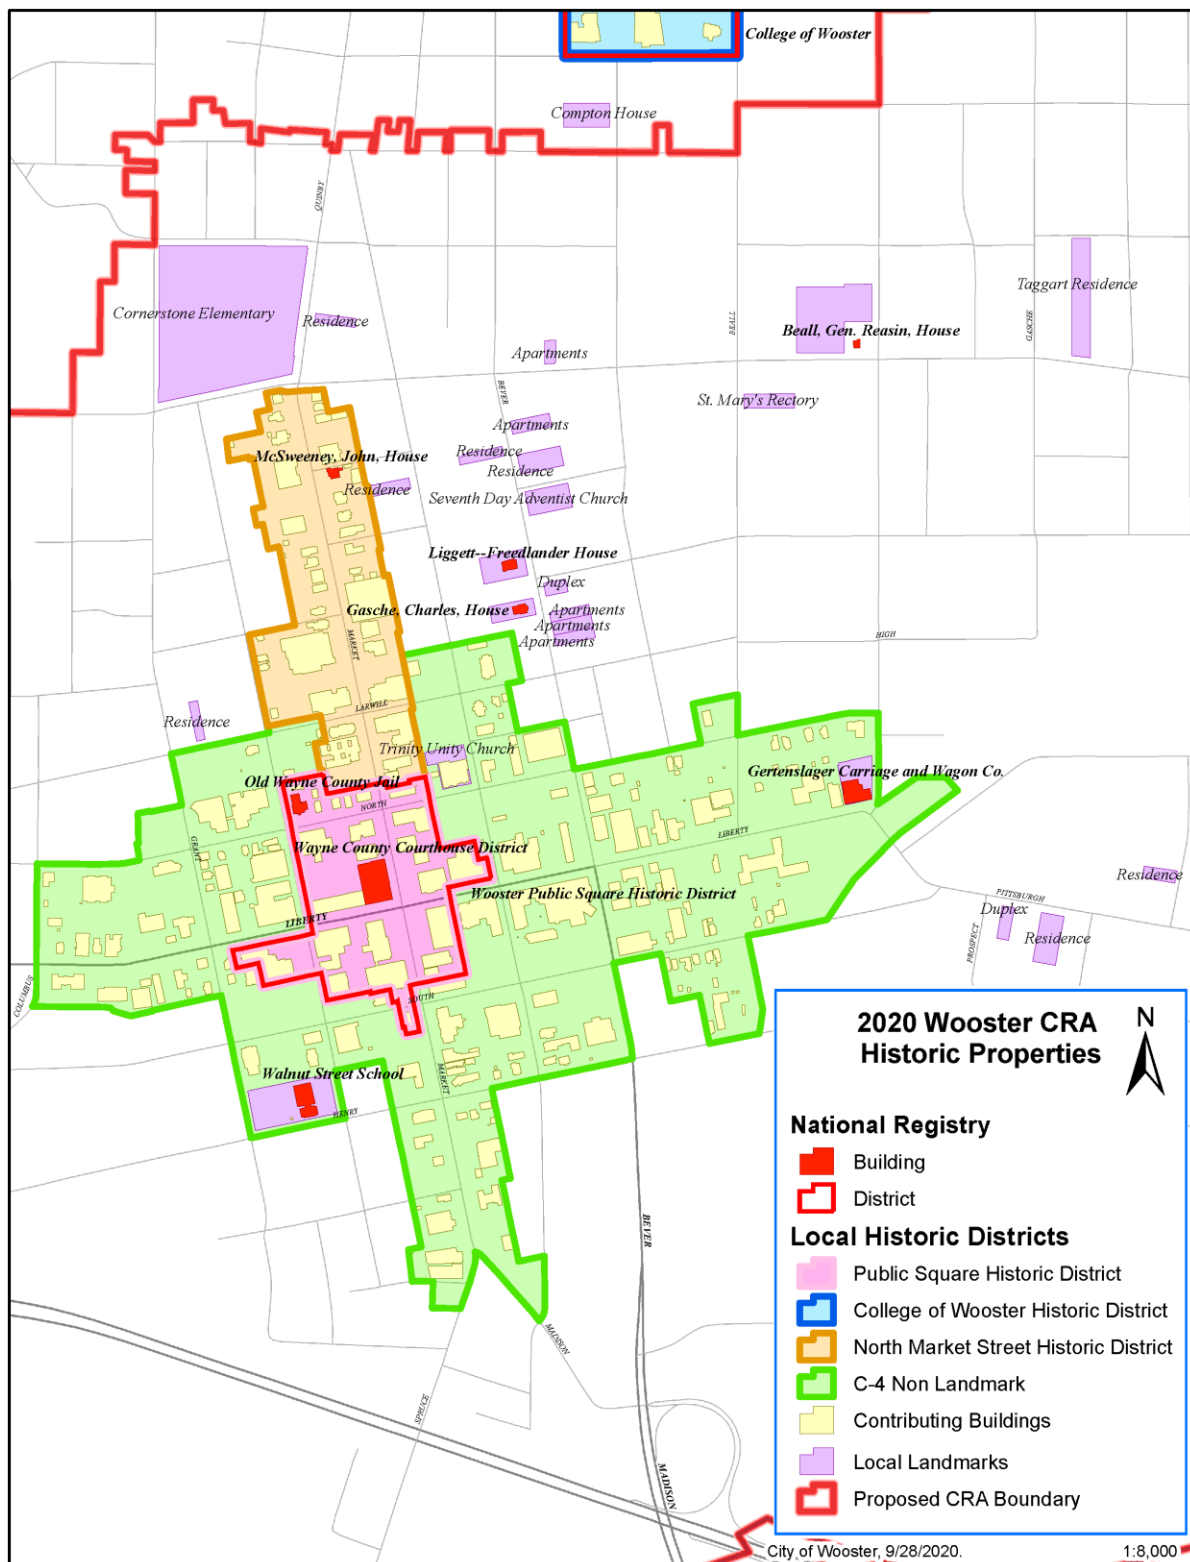 College of Wooster
Compton House
QUINBY
Cornerstone Elementary
Residence
Taggart Residence
GASCHE
BEALL
Beall, Gen. Reasin, House
Apartments
BEVER
St. Mary's Rectory
Apartments
McSweeney, John, House
Residence
Residence
Residence
Seventh Day Adventist Church
Liggett--Freedlander House
Duplex
Gasche, Charles, House
Apartments
Apartments
Apartments
HIGH
MARKET
LARWILL
Residence
Trinity Unity Church
Old Wayne County Jail
Gertenslager Carriage and Wagon Co.
NORTH
LIBERTY
GRANT
Wayne County Courthouse District
Wooster Public Square Historic District
LIBERTY
Residence
PITTSBURGH
Duplex
Residence
PROSPECT
COLUMBUS
SOUTH
Walnut Street School
MARKET
HENRY
BEVER
MADISON
SPRUCE
MADISON
2020 Wooster CRA
Historic Properties
N
National Registry
Building
District
Local Historic Districts
Public Square Historic District
College of Wooster Historic District
North Market Street Historic District
C-4 Non Landmark
Contributing Buildings
Local Landmarks
Proposed CRA Boundary
City of Wooster, 9/28/2020.
1:8,000